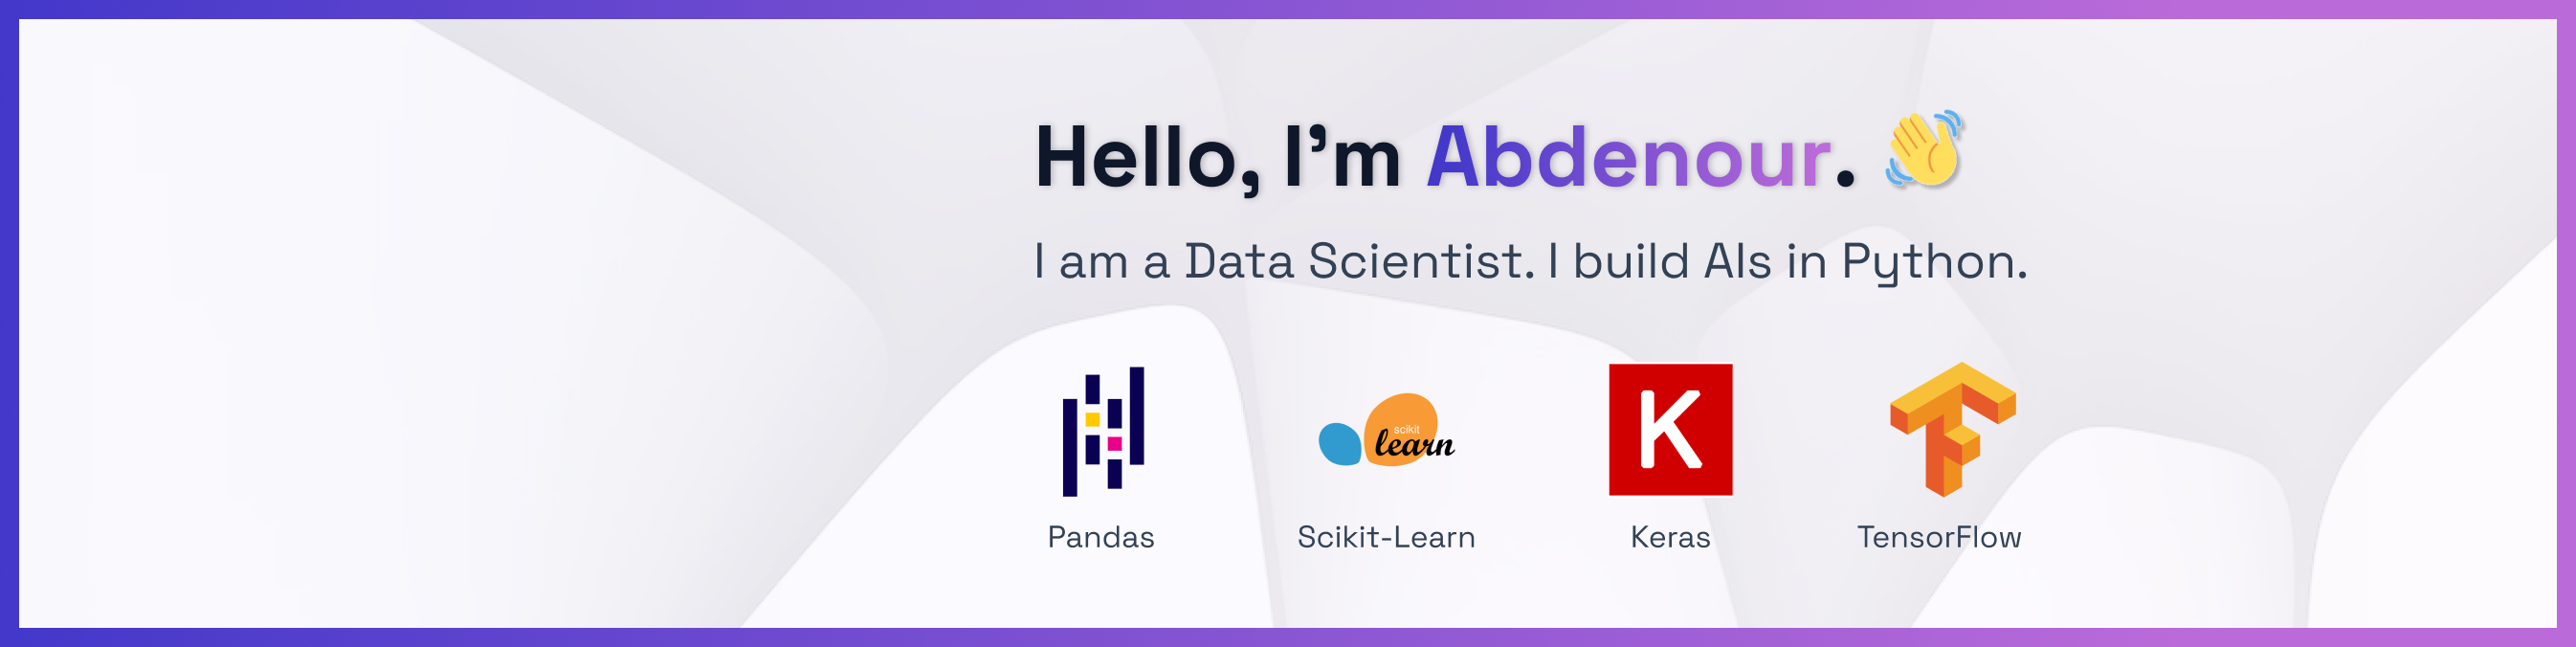 Hello, I'm Abdenour. 👋
I am a Data Scientist. I build AIs in Python.
scikit
learn
K
Pandas
Scikit-Learn
Keras
TensorFlow